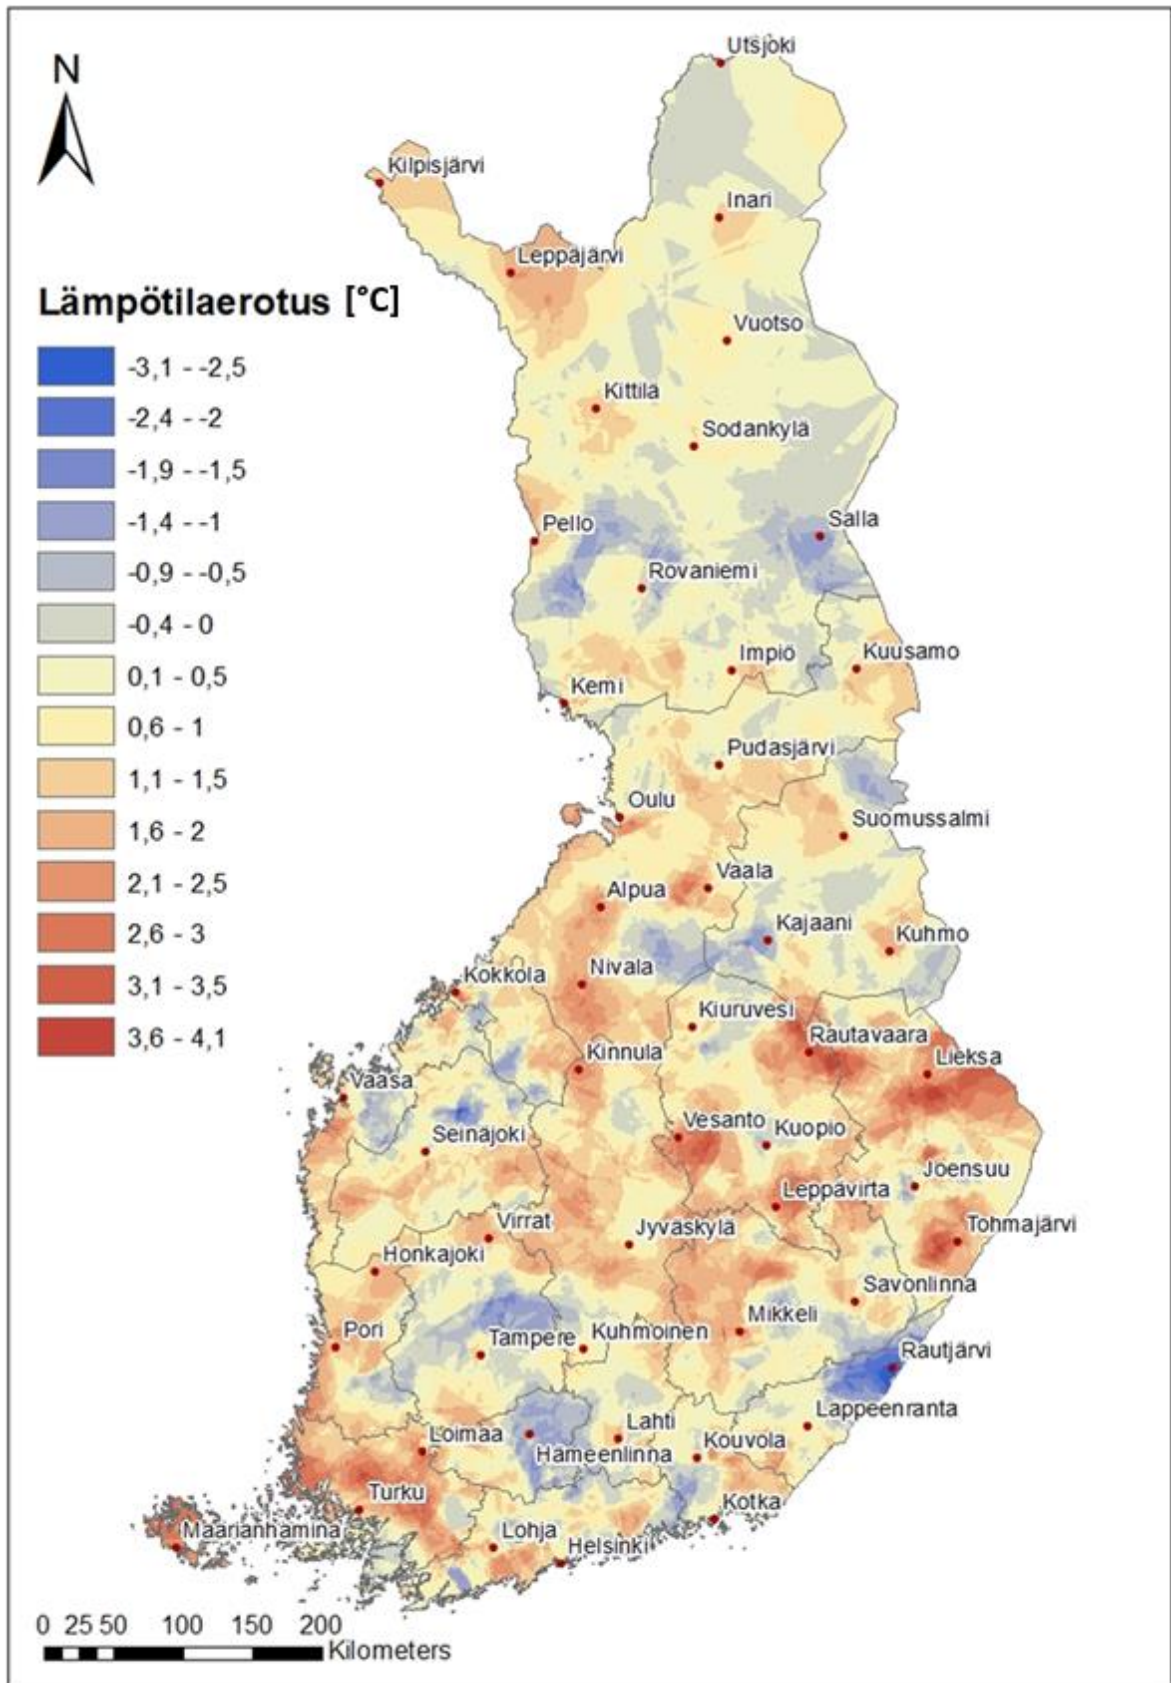 Utsjoki
N
Kilpisjärvi
Inari
Leppäjärvi
Lämpötilaerotus [°C]
Vuotso
-3,1 - -2,5
-2,4 - -2
Kittilä
Sodankylä
-1,9 - -1,5
-1,4 - -1
Pello
Salla
-0,9 - -0,5
Rovaniemi
-0,4 - 0
0,1 - 0,5
Impiö
Kuusamo
Kemi
0,6 - 1
1,1 - 1,5
Pudasjärvi
Oulu
Suomussalmi
1,6 - 2
2,1 - 2,5
Vaala
Alpua
2,6 - 3
Kajaani
Kuhmo
3,1 - 3,5
Nivala
Kokkola
3,6 - 4,1
Kiuruvesi
Rautavaara
Kinnula
Lieksa
Vaasa
Vesanto
Kuopio
Seinäjoki
Joensuu
Leppävirta
Virrat
Jyväskylä
Tohmajärvi
Honkajoki
Savonlinna
Mikkeli
Pori
Tampere
Kuhmoinen
Rautjärvi
Lappeenranta
Loimaa
Lahti
Hämeenlinna
Kouvola
Turku
Kotka
Maarianhamina
Lohja
Helsinki
0 25 50 100 150 200
Kilometers